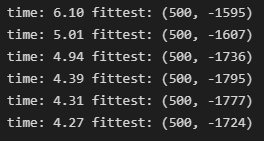 time: 6.10 fittest: (500, -1595)
time: 5.01 fittest: (500, -1607)
time: 4.94 fittest: (500, -1736)
time: 4.39 fittest: (500, -1795)
time: 4.31 fittest: (500, -1777)
time: 4.27 fittest: (500, -1724)